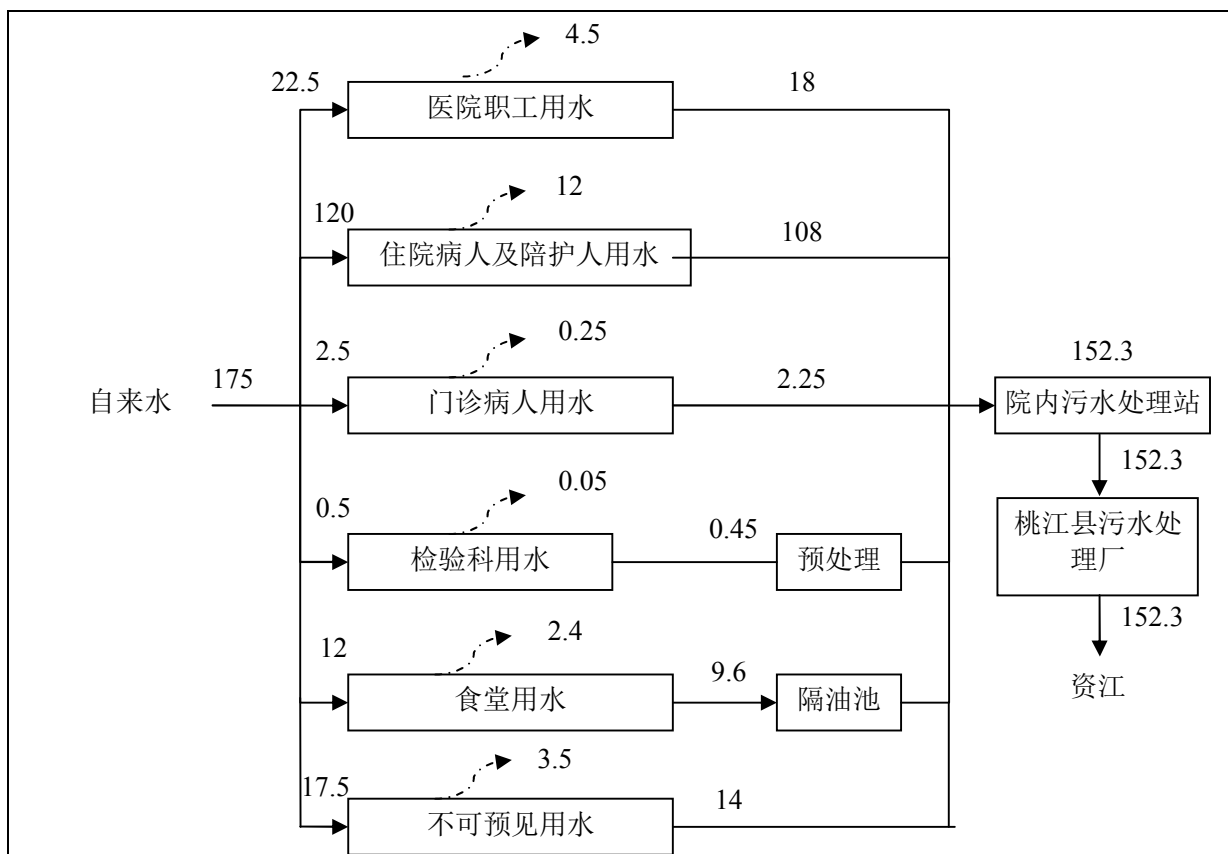 4.5
22.5
医院职工用水
18
12
120
住院病人及陪护人用水
108
0.25
2.5
门诊病人用水
2.25
自来水
175
152.3
院内污水处理站
152.3
0.05
0.5
检验科用水
0.45
预处理
桃江县污水处
理厂
152.3
2.4
12
食堂用水
9.6
隔油池
资江
3.5
17.5
不可预见用水
14